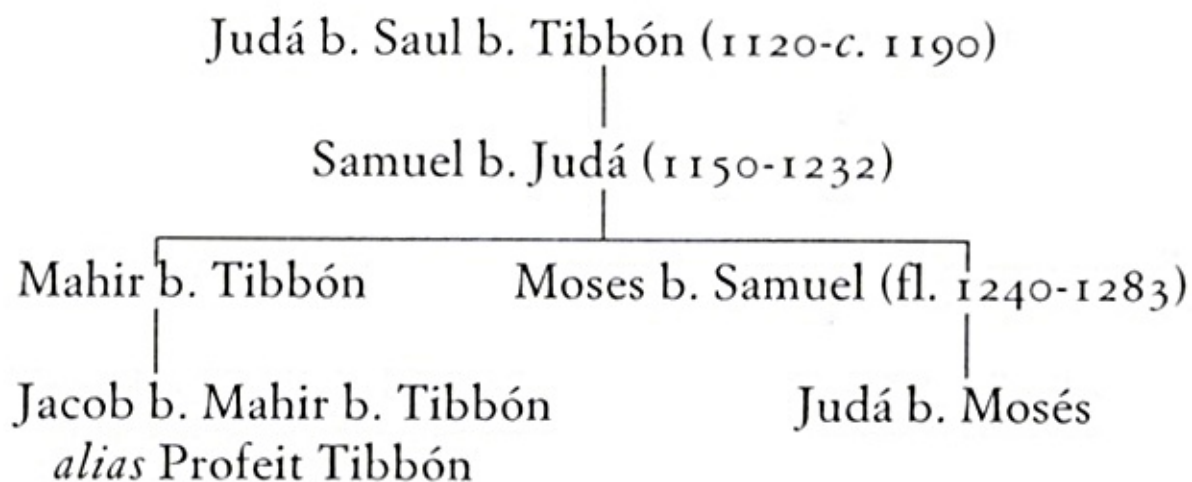 Judá b. Saul b. Tibbón (1120-c. 1190)
Samuel b. Judá (1150-1232)
Mahir b. Tibbón Moses b. Samuel (fl. 1240-1283)
Jacob b. Mahir b. Tibbón Judá b. Mosés
alias Profeit Tibbón